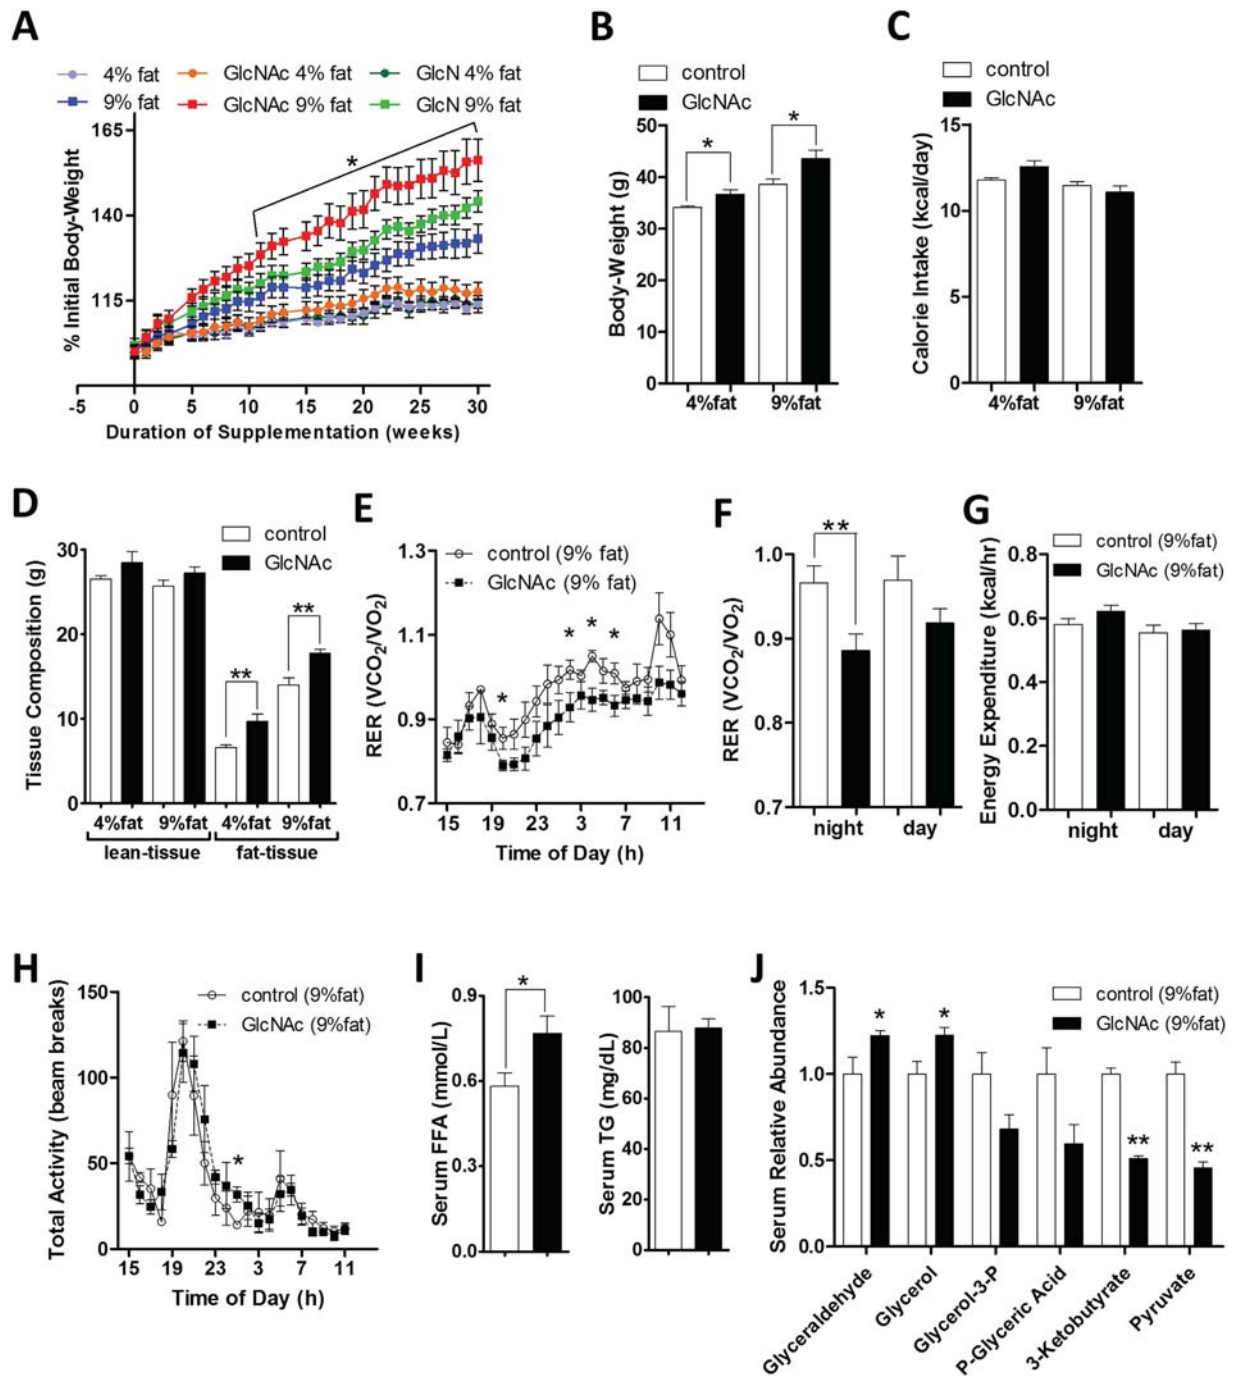 A
4% fat
GlcNAc 4% fat
GlcN 4% fat
9% fat
GlcNAc 9% fat
GlcN 9% fat
% Initial Body-Weight
165
140
115
*
-5 0 5 10 15 20 25 30
Duration of Supplementation (weeks)
B
control
GlcNAc
Body-Weight (g)
50
40
30
20
10
0
* *
4%fat 9%fat
C
control
GlcNAc
Calorie Intake (kcal/day)
15
10
5
0
4%fat 9%fat
D
control
GlcNAc
Tissue Composition (g)
30
20
10
0
** **
4%fat 9%fat 4%fat 9%fat
lean-tissue fat-tissue
E
control (9% fat)
GlcNAc (9% fat)
RER (VCO2/VO2)
1.3
1.1
0.9
0.7
* * * *
15 19 23 3 7 11
Time of Day (h)
F
RER (VCO2/VO2)
1.0
0.9
0.8
0.7
**
night day
G
control (9%fat)
GlcNAc (9%fat)
Energy Expenditure (kcal/hr)
0.8
0.6
0.4
0.2
0.0
night day
H
control (9%fat)
GlcNAc (9%fat)
Total Activity (beam breaks)
150
100
50
0
*
15 19 23 3 7 11
Time of Day (h)
I
Serum FFA (mmol/L)
0.9
0.6
0.3
0.0
*
Serum TG (mg/dL)
100
80
60
40
20
0
J
control (9%fat)
GlcNAc (9%fat)
Serum Relative Abundance
1.5
1.0
0.5
0.0
* * ** **
Glyceraldehyde
Glycerol
Glycerol-3-P
P-Glyceric Acid
3-Ketobutyrate
Pyruvate